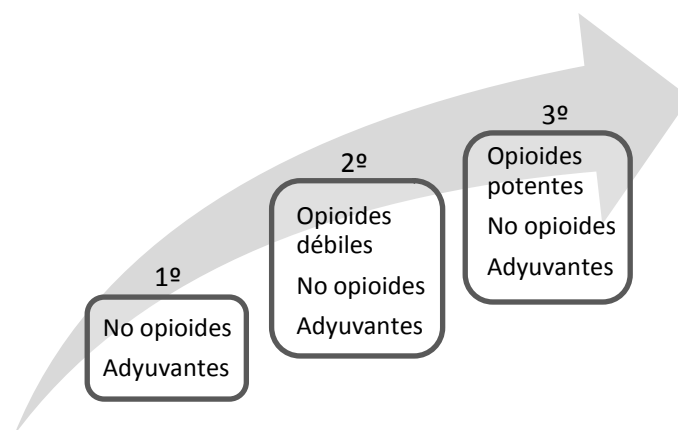 1º
No opioides
Adyuvantes
2º
Opioides
débiles
No opioides
Adyuvantes
3º
Opioides
potentes
No opioides
Adyuvantes